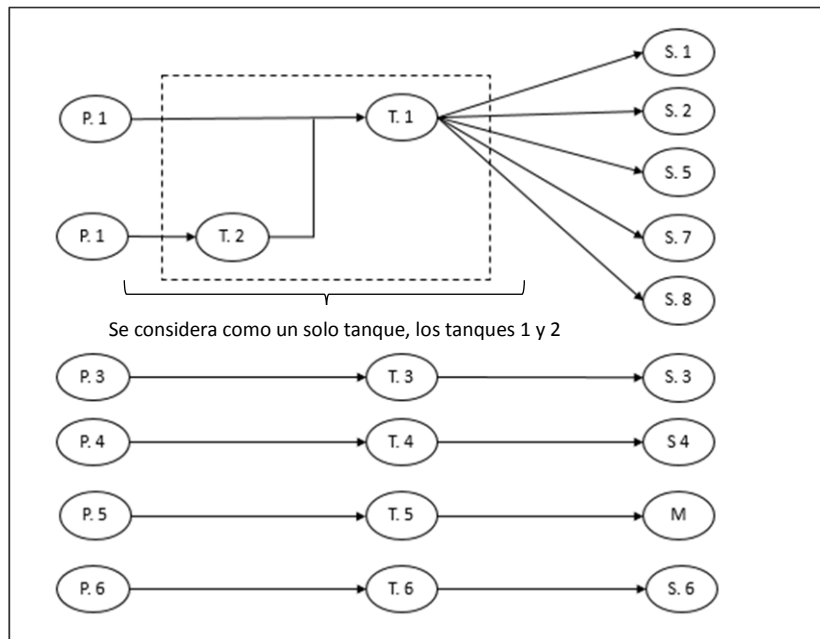 S. 1
P. 1
T. 1
S. 2
S. 5
P. 1
T. 2
S. 7
S. 8
Se considera como un solo tanque, los tanques 1 y 2
P. 3
T. 3
S. 3
P. 4
T. 4
S 4
P. 5
T. 5
M
P. 6
T. 6
S. 6